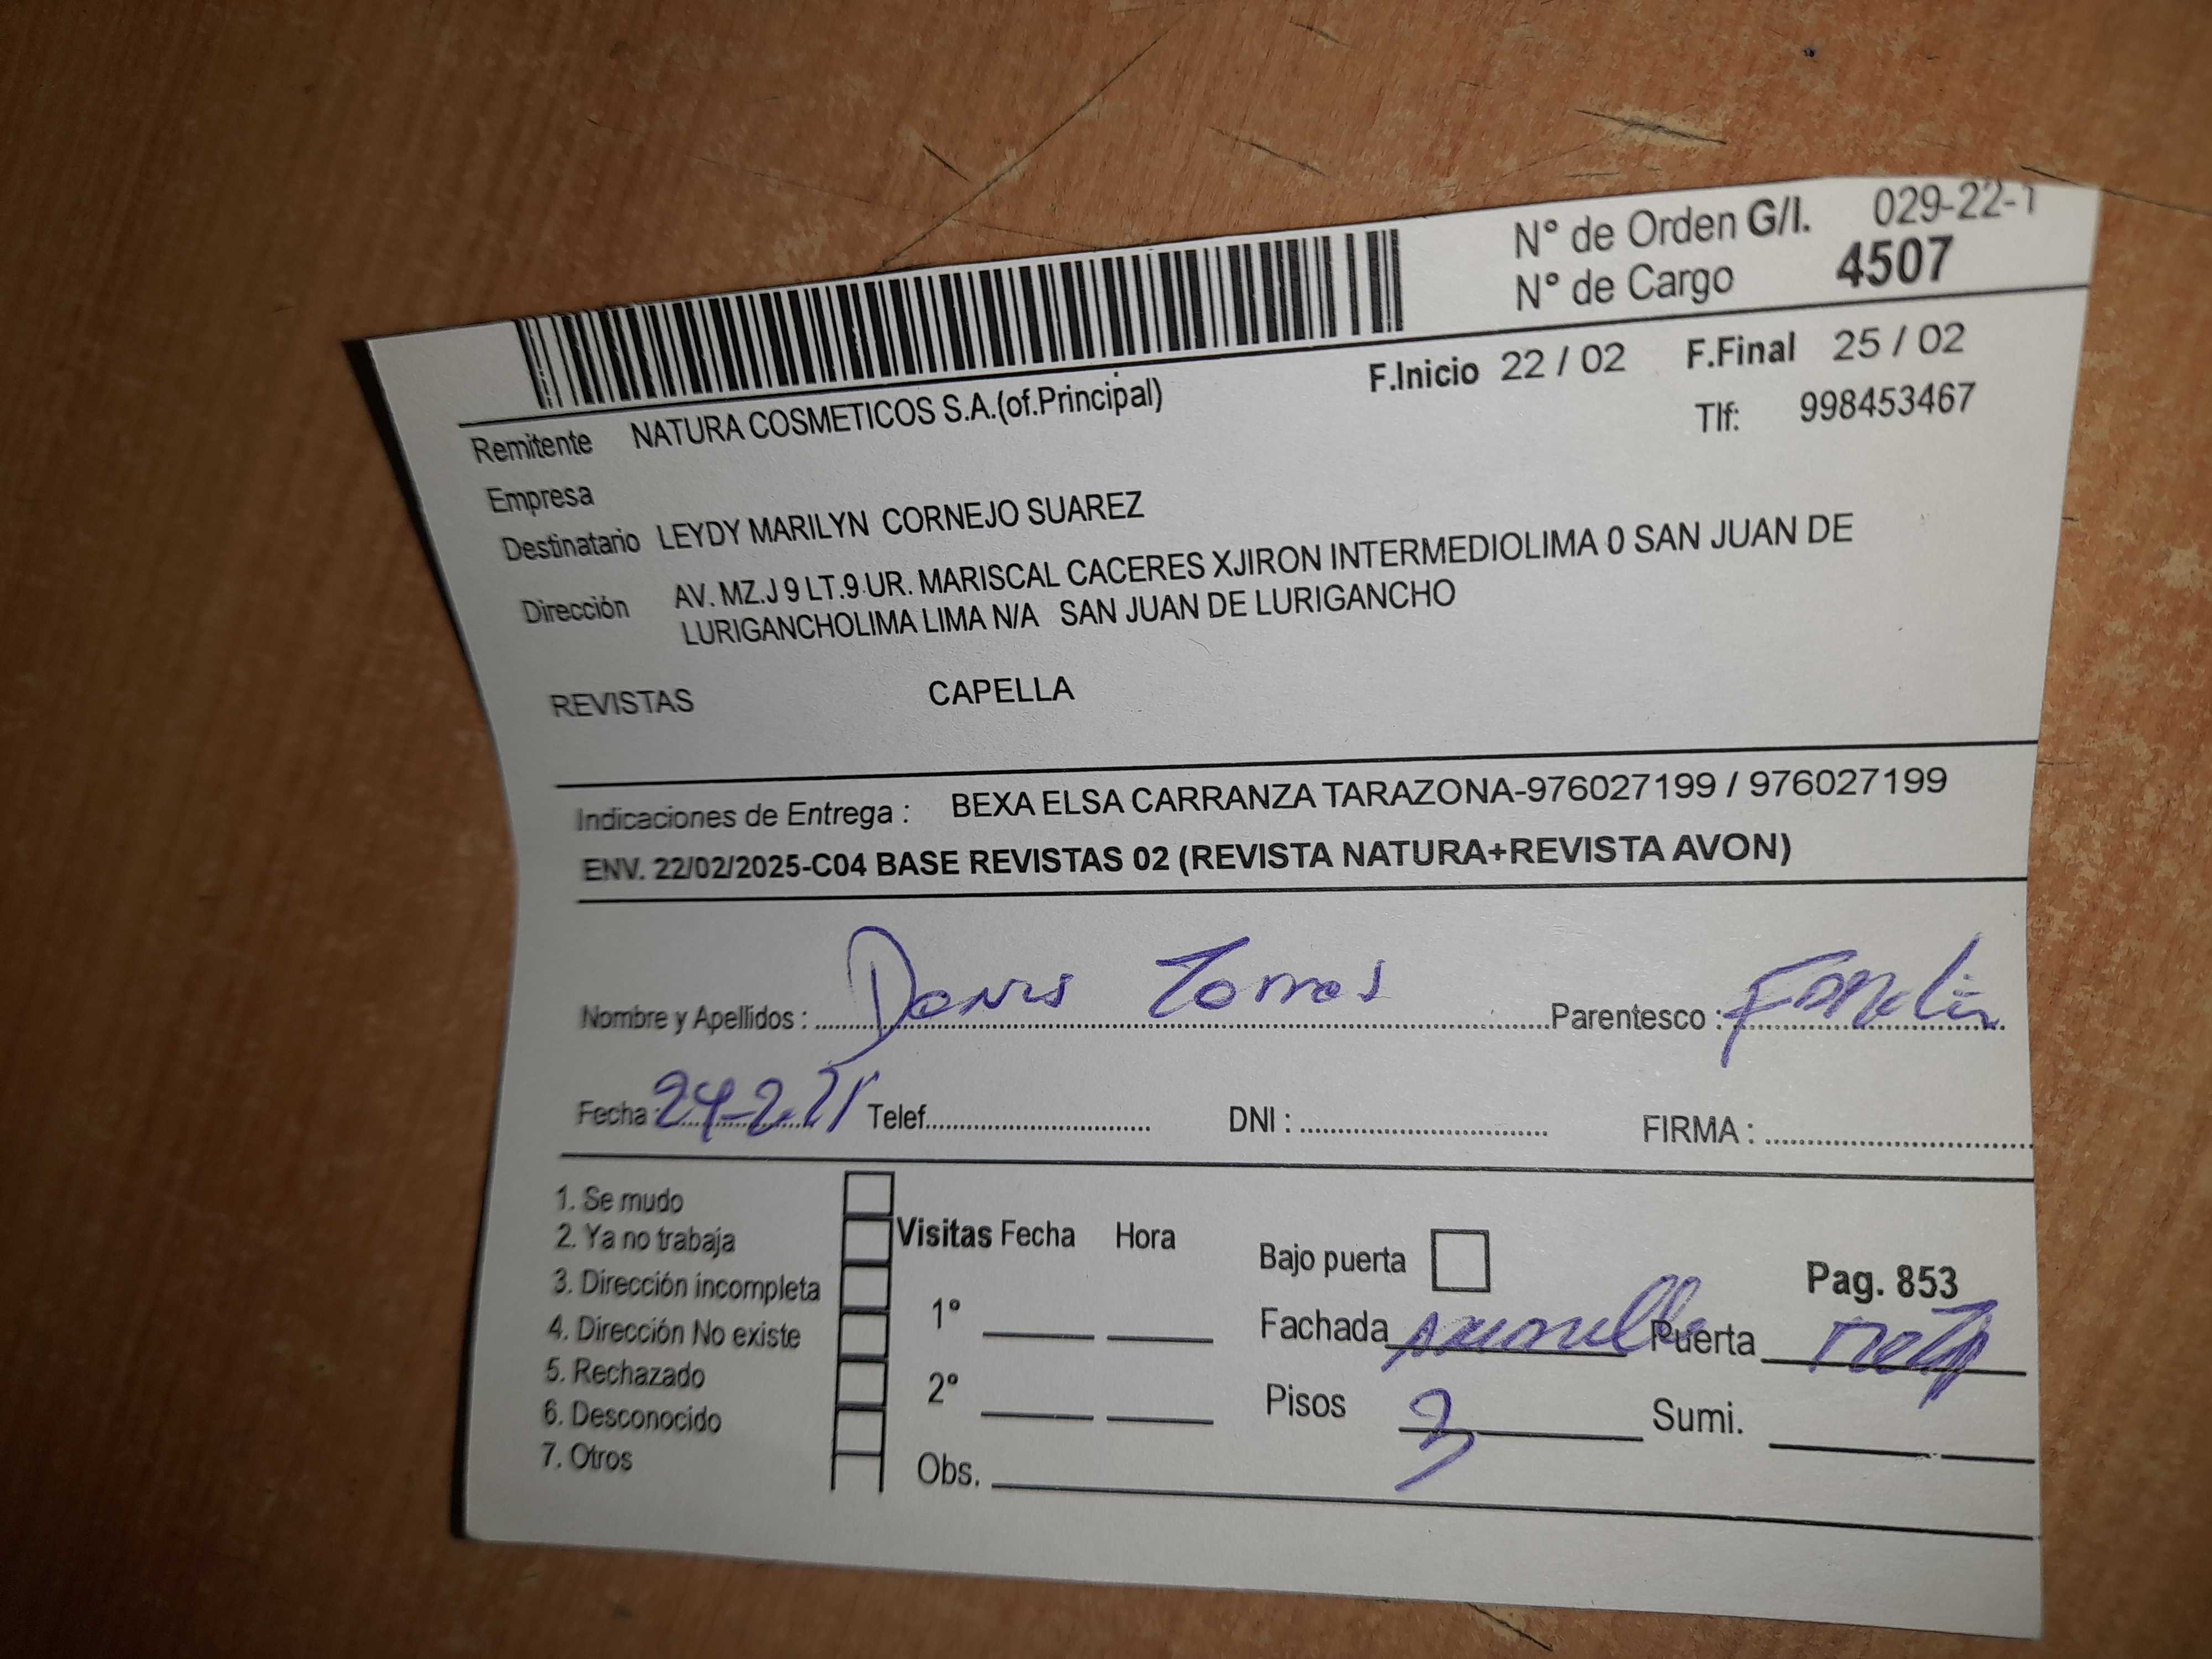 N° de Orden G/I. 029-22-1
N° de Cargo 4507
F.Inicio 22 / 02 F.Final 25 / 02
Remitente NATURA COSMETICOS S.A.(of.Principal)
Tlf: 998453467
Empresa
Destinatario LEYDY MARILYN CORNEJO SUAREZ
Dirección AV. MZ.J 9 LT.9 UR. MARISCAL CACERES XJIRON INTERMEDIOLIMA 0 SAN JUAN DE
LURIGANCHOLIMA LIMA N/A SAN JUAN DE LURIGANCHO
REVISTAS CAPELLA
Indicaciones de Entrega : BEXA ELSA CARRANZA TARAZONA-976027199 / 976027199
ENV. 22/02/2025-C04 BASE REVISTAS 02 (REVISTA NATURA+REVISTA AVON)
Nombre y Apellidos : Torres Parentesco :
Fecha : Telef. DNI : FIRMA :
1. Se mudo
2. Ya no trabaja
3. Dirección incompleta
4. Dirección No existe
5. Rechazado
6. Desconocido
7. Otros
Visitas Fecha Hora
1°
2°
Obs.
Bajo puerta
Pag. 853
Fachada Puerta
Pisos 3 Sumi.